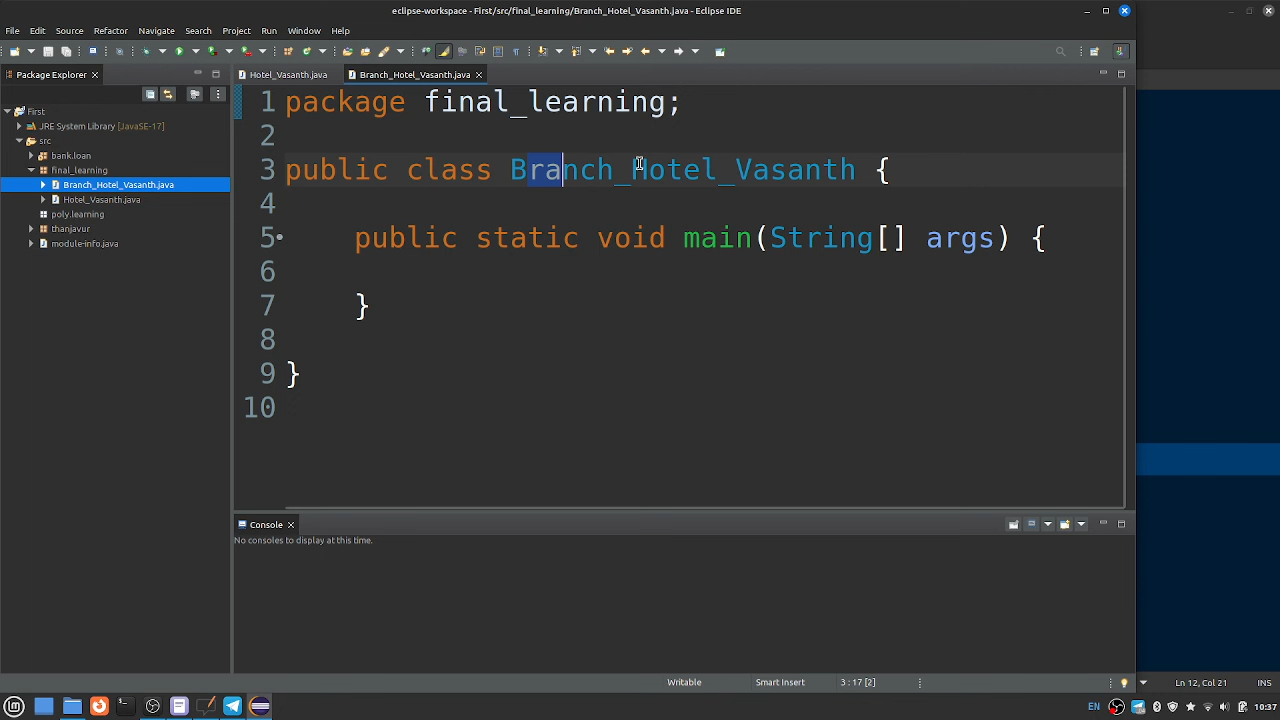 eclipse-workspace - First/src/final_learning/Branch_Hotel_Vasanth.java - Eclipse IDE
File Edit Source Refactor Navigate Search Project Run Window Help
Package Explorer
Hotel_Vasanth.java
Branch_Hotel_Vasanth.java
First
JRE System Library [JavaSE-17]
src
bank.loan
final_learning
Branch_Hotel_Vasanth.java
Hotel_Vasanth.java
poly.learning
thanjavur
module-info.java
1 package final_learning;
2
3 public class Branch_Hotel_Vasanth {
4
5 public static void main(String[] args) {
6
7 }
8
9 }
10
Console
No consoles to display at this time.
Writable Smart Insert 3 : 17 [2]
Ln 12, Col 21 INS
EN 10:37